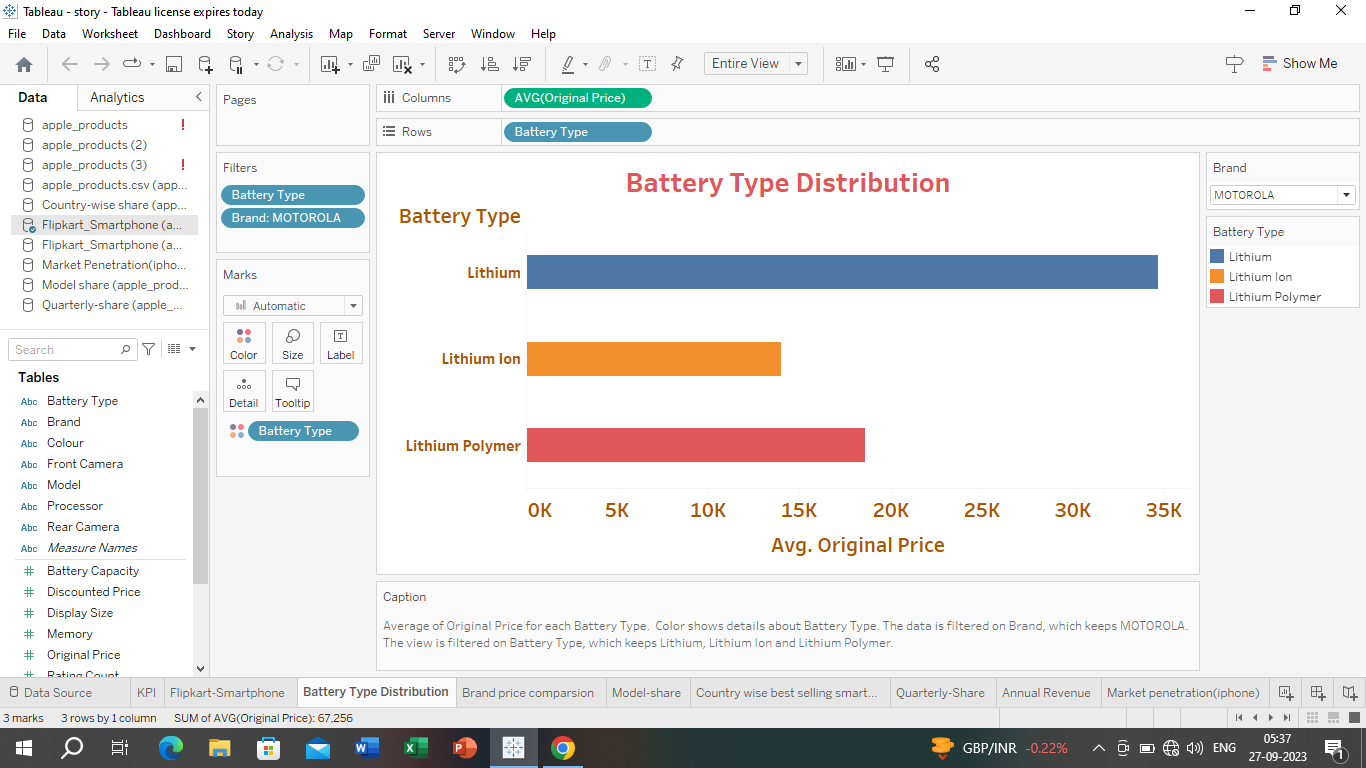 Tableau - story - Tableau license expires today
File Data Worksheet Dashboard Story Analysis Map Format Server Window Help
Entire View
Show Me
Data Analytics
apple_products
apple_products (2)
apple_products (3)
apple_products.csv (app...
Country-wise share (app...
Flipkart_Smartphone (a...
Flipkart_Smartphone (a...
Market Penetration(ipho...
Model share (apple_prod...
Quarterly-share (apple_...
Search
Tables
Abc Battery Type
Abc Brand
Abc Colour
Abc Front Camera
Abc Model
Abc Processor
Abc Rear Camera
Abc Measure Names
# Battery Capacity
# Discounted Price
# Display Size
# Memory
# Original Price
# Rating Count
Pages
Filters
Battery Type
Brand: MOTOROLA
Marks
Automatic
Color Size Label
Detail Tooltip
Battery Type
Columns AVG(Original Price)
Rows Battery Type
Battery Type Distribution
Battery Type
Lithium
Lithium Ion
Lithium Polymer
0K 5K 10K 15K 20K 25K 30K 35K
Avg. Original Price
Caption
Average of Original Price for each Battery Type. Color shows details about Battery Type. The data is filtered on Brand, which keeps MOTOROLA.
The view is filtered on Battery Type, which keeps Lithium, Lithium Ion and Lithium Polymer.
Brand
MOTOROLA
Battery Type
Lithium
Lithium Ion
Lithium Polymer
Data Source KPI Flipkart-Smartphone Battery Type Distribution Brand price comparsion Model-share Country wise best selling smart... Quarterly-Share Annual Revenue Market penetration(iphone)
3 marks 3 rows by 1 column SUM of AVG(Original Price): 67,256
GBP/INR -0.22%
ENG
05:37
27-09-2023
1